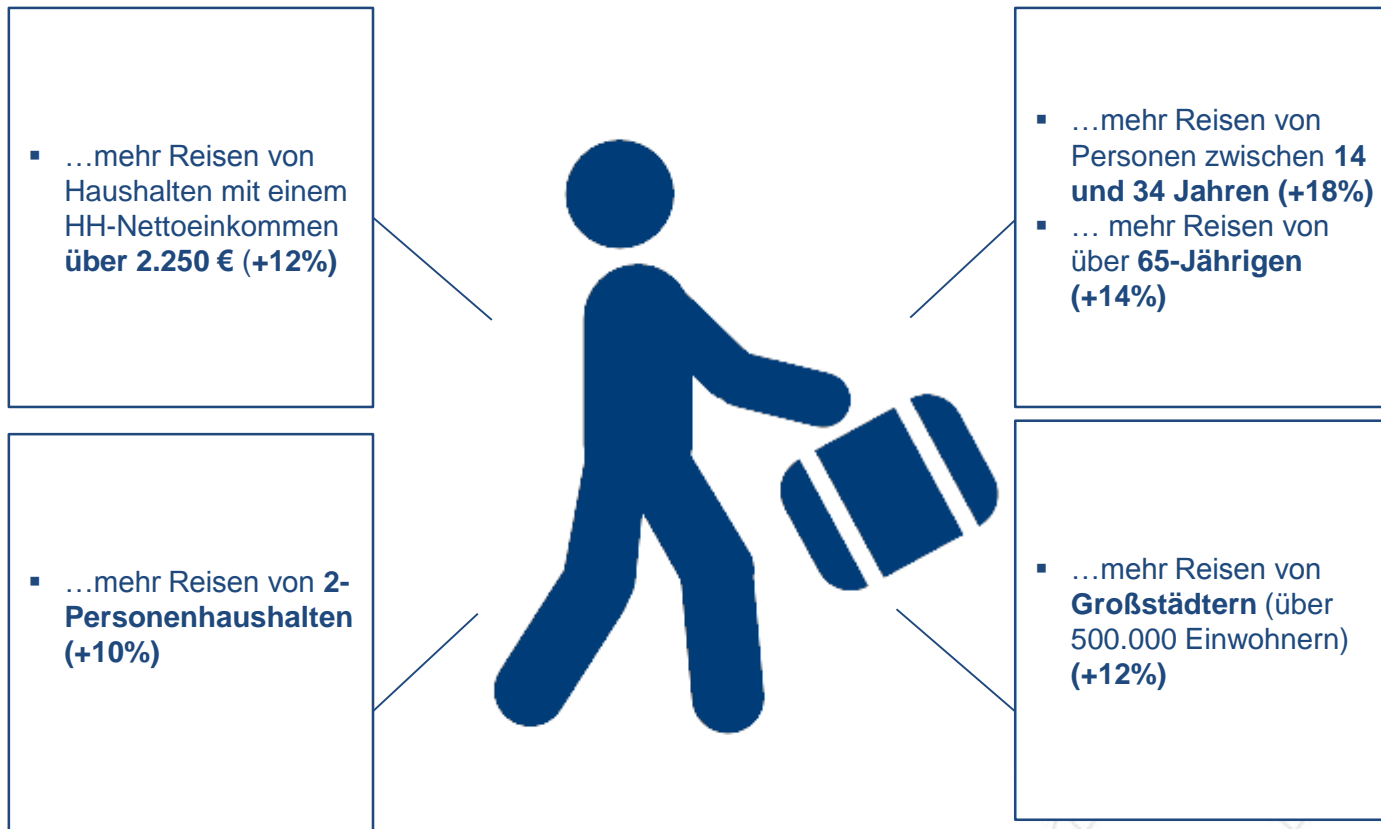 ▪ …mehr Reisen von
Haushalten mit einem
HH-Nettoeinkommen
über 2.250 € (+12%)
▪ …mehr Reisen von
Personen zwischen 14
und 34 Jahren (+18%)
▪ … mehr Reisen von
über 65-Jährigen
(+14%)
▪ …mehr Reisen von 2-
Personenhaushalten
(+10%)
▪ …mehr Reisen von
Großstädtern (über
500.000 Einwohnern)
(+12%)